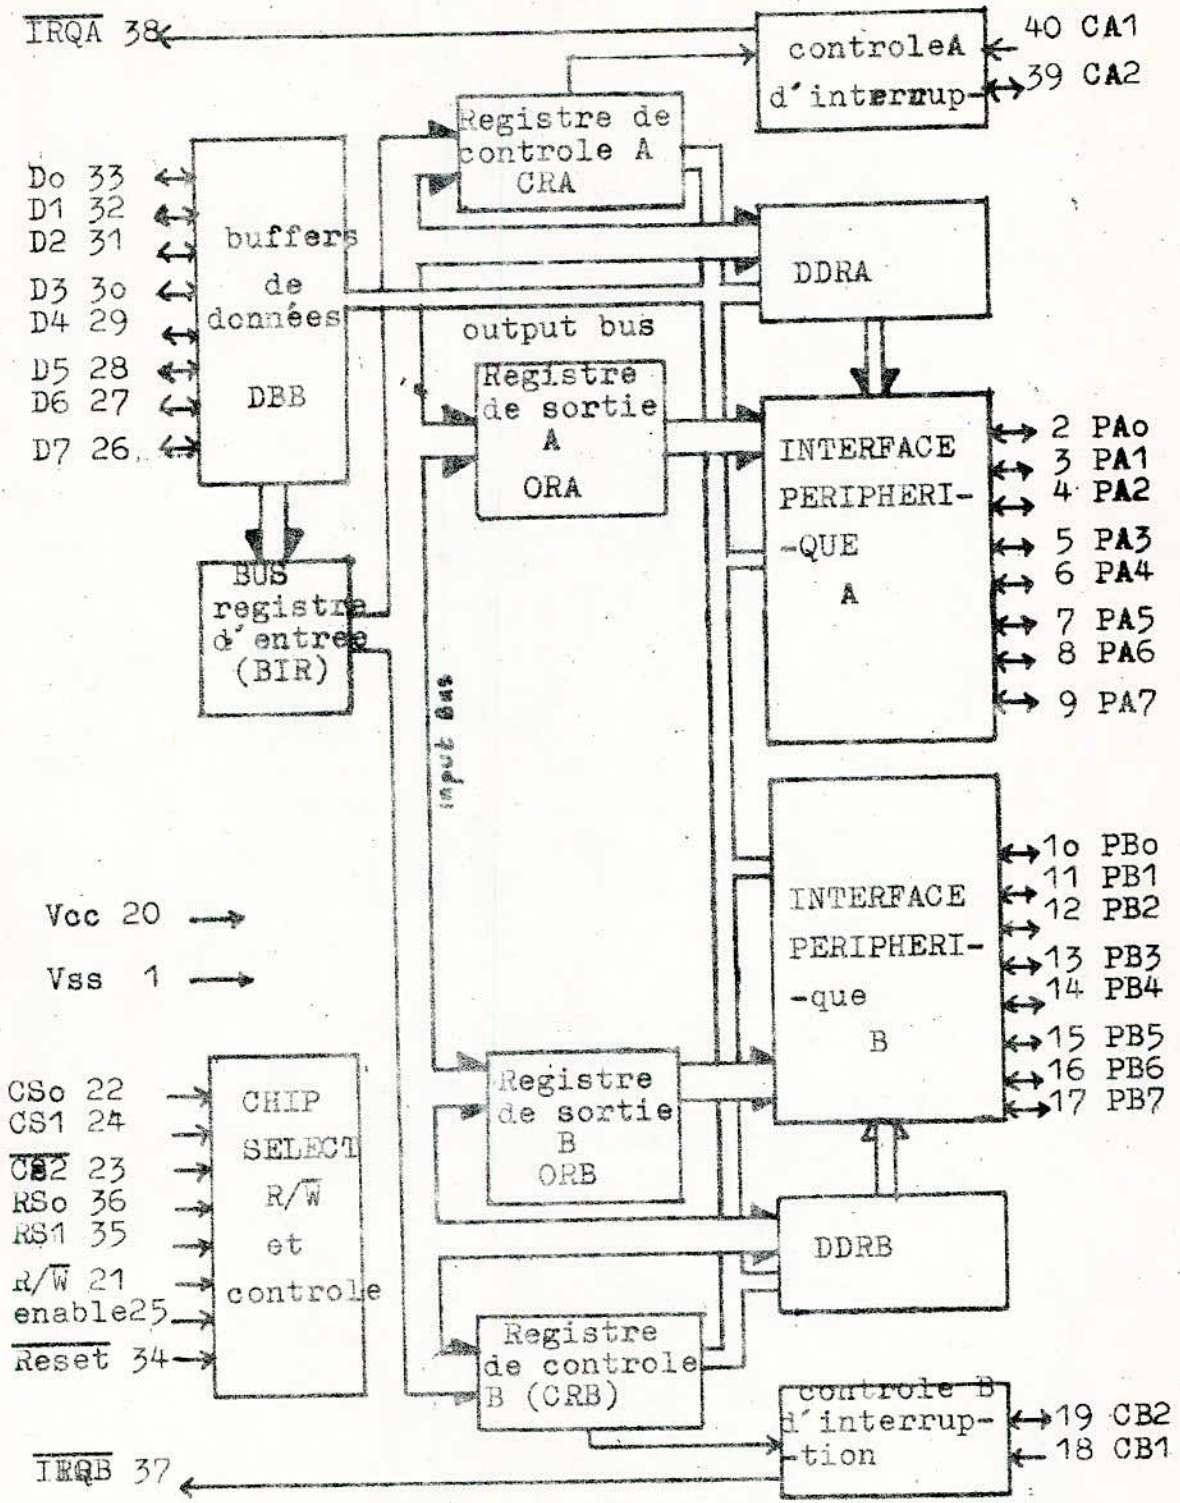 IRQA 38
controleA
d'interrup-
40 CA1
39 CA2
Registre de
controle A
CRA
Do 33
D1 32
D2 31
D3 3o
D4 29
D5 28
D6 27
D7 26
buffers
de
données
DBB
DDRA
output bus
Registre
de sortie
A
ORA
INTERFACE
PERIPHERI-
-QUE
A
2 PAo
3 PA1
4 PA2
5 PA3
6 PA4
7 PA5
8 PA6
9 PA7
BUS
registre
d'entree
(BIR)
input Bus
Vcc 20
Vss 1
INTERFACE
PERIPHERI-
-que
B
1o PBo
11 PB1
12 PB2
13 PB3
14 PB4
15 PB5
16 PB6
17 PB7
CSo 22
CS1 24
CS2 23
RSo 36
RS1 35
R/W 21
enable25
Reset 34
CHIP
SELECT
R/W
et
controle
Registre
de sortie
B
ORB
DDRB
Registre
de controle
B (CRB)
controle B
d'interrup-
-tion
19 CB2
18 CB1
IRQB 37